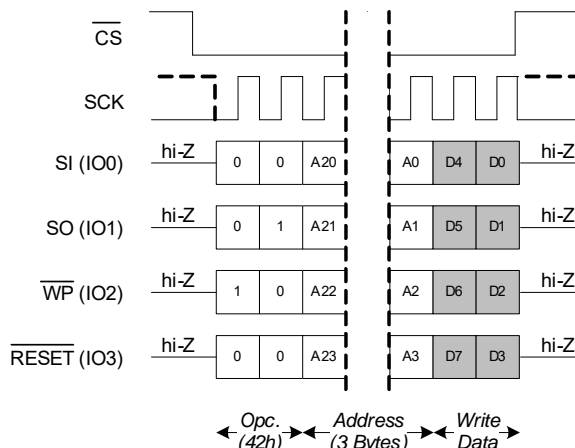 CS
SCK
hi-Z hi-Z
SI (IO0) 0 0 A20 A0 D4 D0
hi-Z hi-Z
SO (IO1) 0 1 A21 A1 D5 D1
hi-Z hi-Z
WP (IO2) 1 0 A22 A2 D6 D2
hi-Z hi-Z
RESET (IO3) 0 0 A23 A3 D7 D3
Opc. Address Write
(42h) (3 Bytes) Data